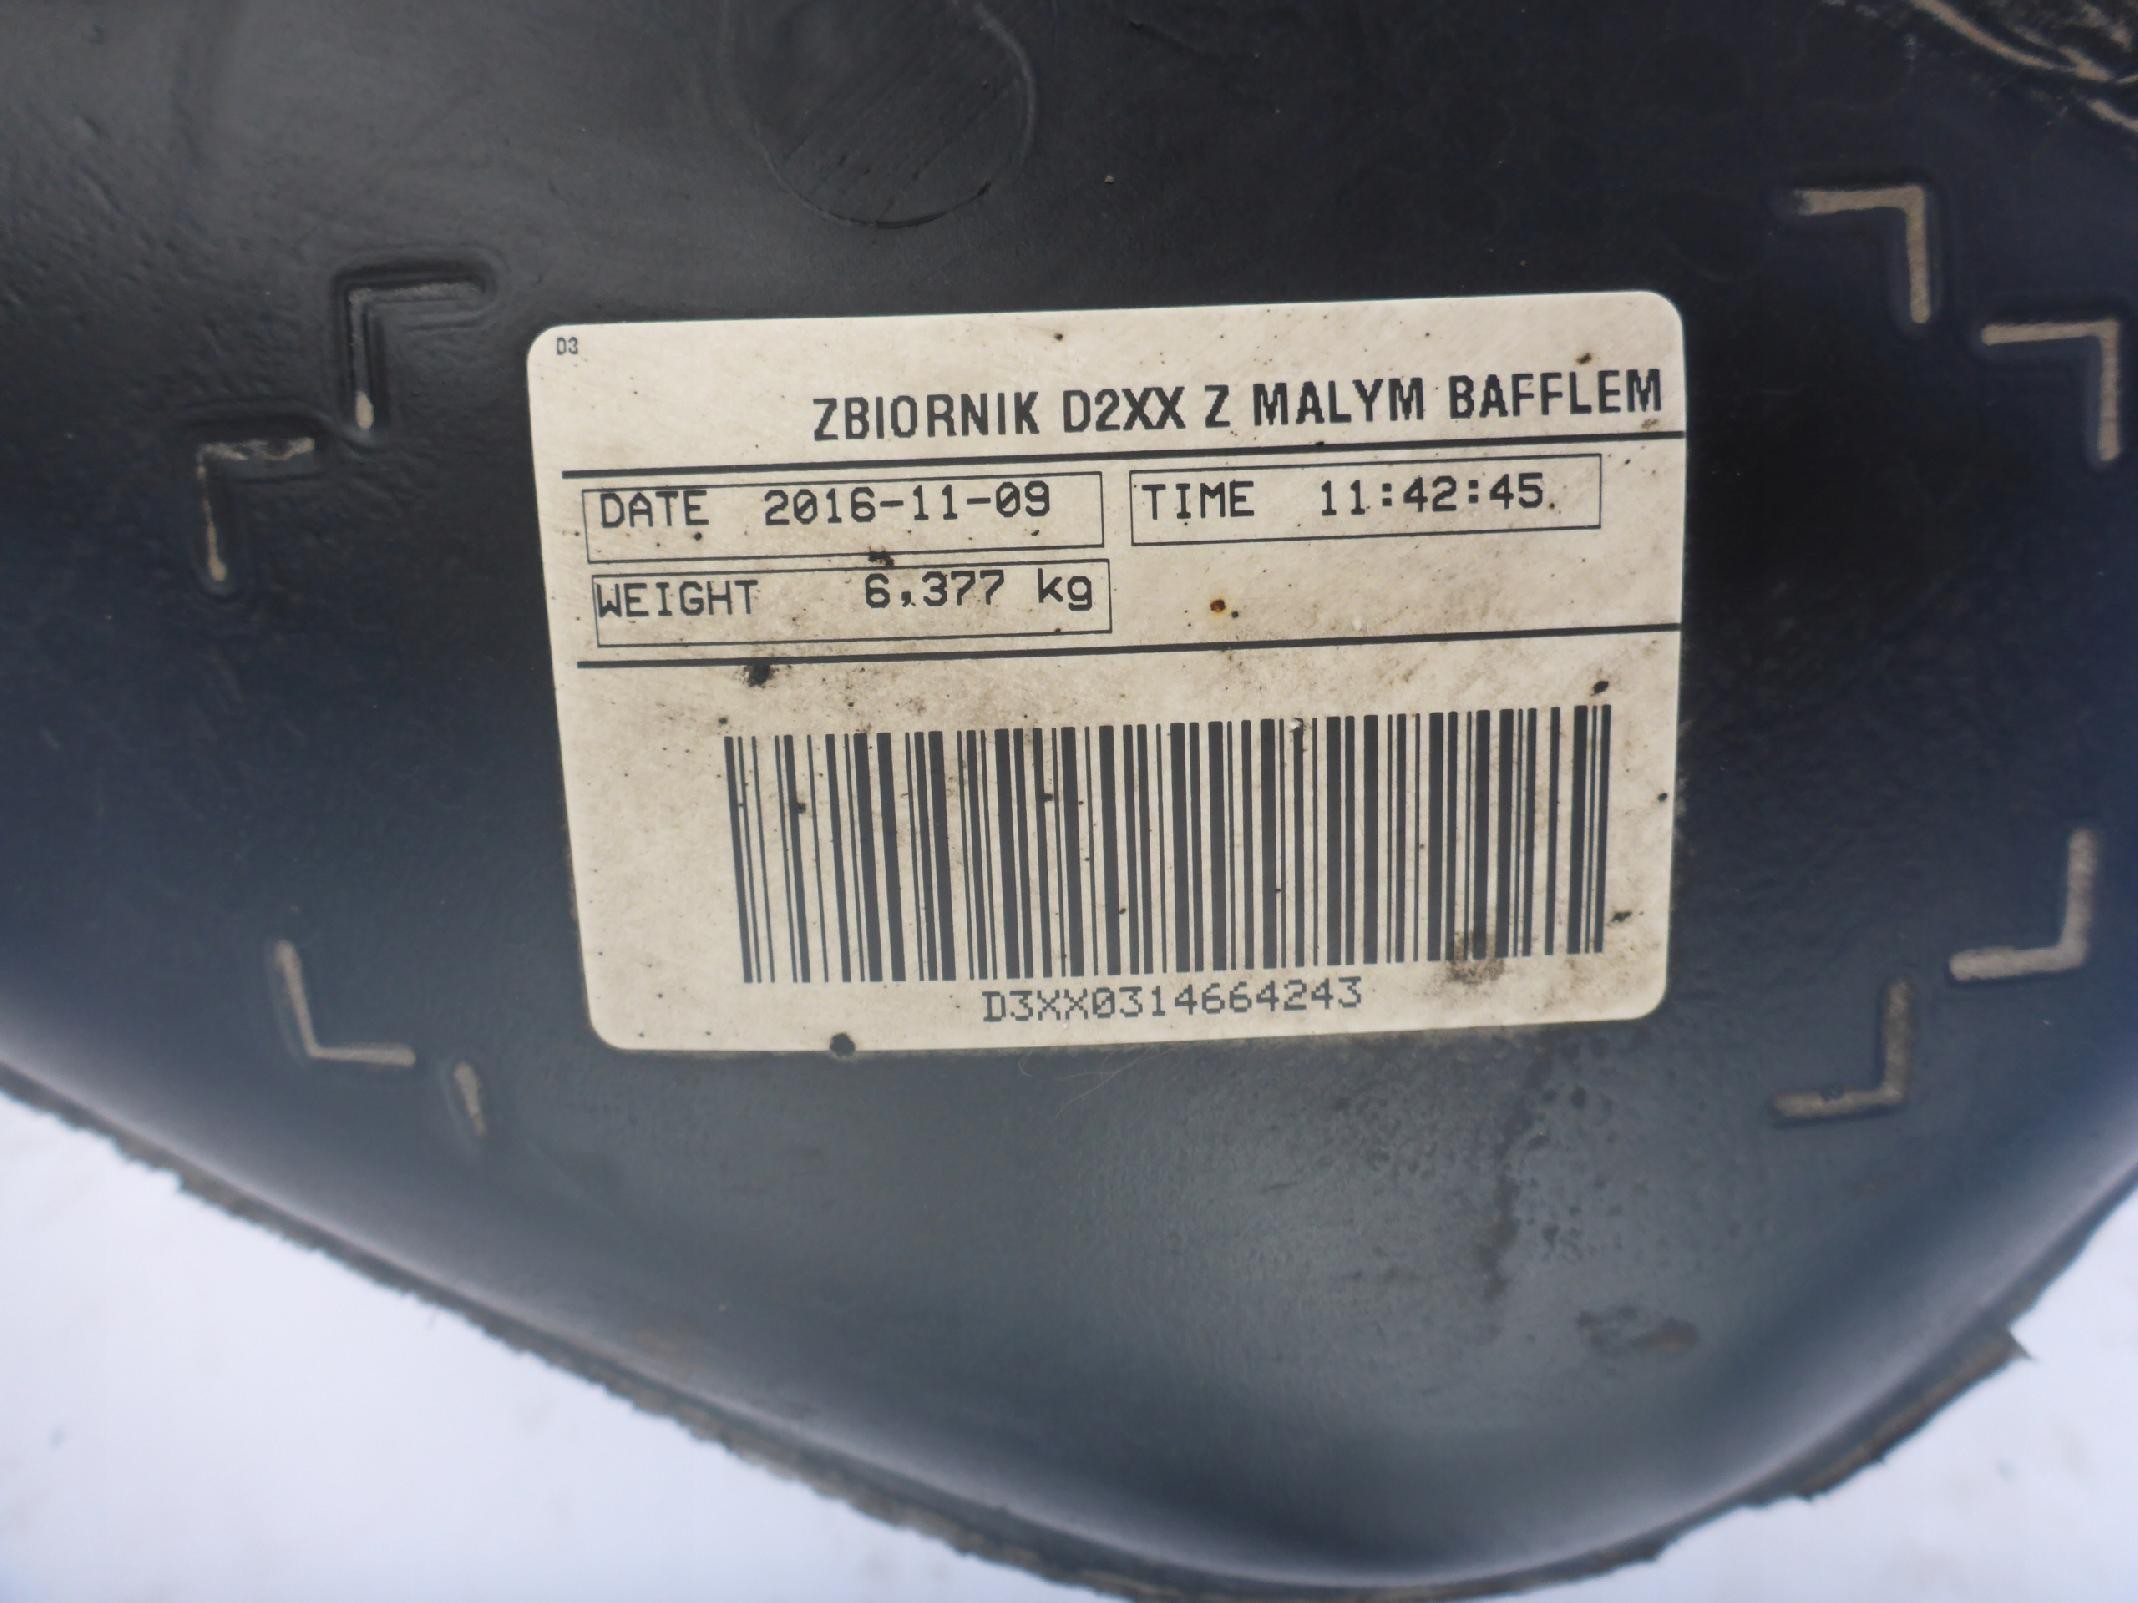 D3
ZBIORNIK D2XX Z MALYM BAFFLEM
DATE 2016-11-09 TIME 11:42:45
WEIGHT 6,377 kg
D3XX0314664243